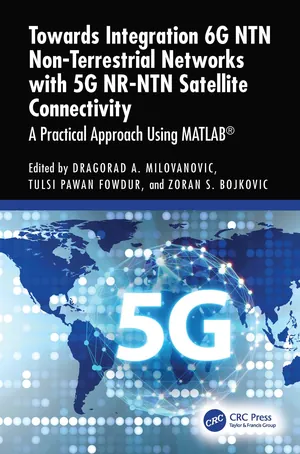 Towards Integration 6G NTN
Non-Terrestrial Networks
with 5G NR-NTN Satellite
Connectivity
A Practical Approach Using MATLAB®
Edited by DRAGORAD A. MILOVANOVIC,
TULSI PAWAN FOWDUR, and ZORAN S. BOJKOVIC
5G
CRC
CRC Press
Taylor & Francis Group